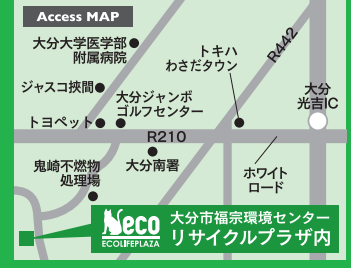 Access MAP
大分大学医学部
附属病院
トキハ
わさだタウン
R442
ジャスコ挾間
大分
光吉IC
大分ジャンボ
ゴルフセンター
トヨペット
R210
鬼崎不燃物
処理場
大分南署
ホワイト
ロード
eco
ECOLIFEPLAZA
大分市福宗環境センター
リサイクルプラザ内